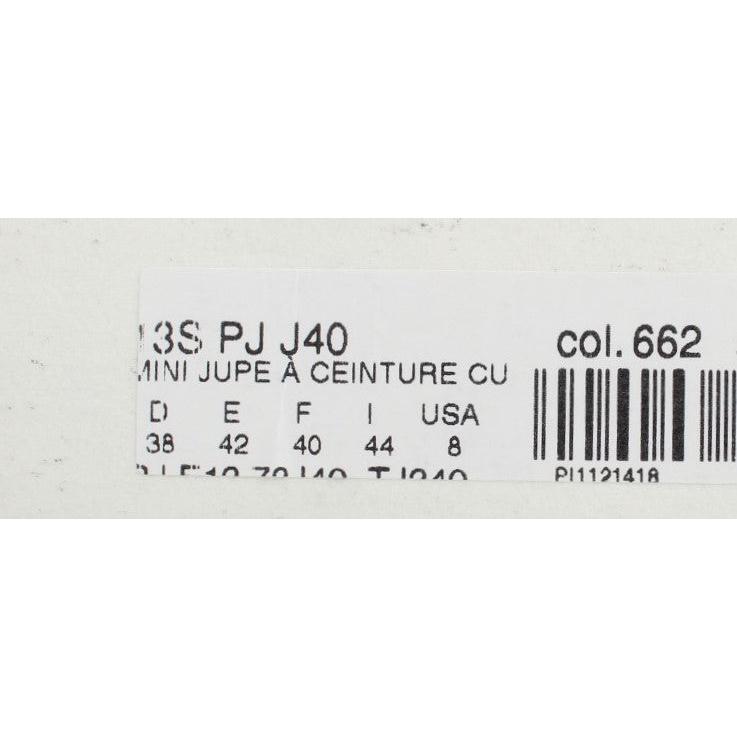 13S PJ J40 col. 662
MINI JUPE À CEINTURE CU
D E F I USA
38 42 40 44 8
PI1121418